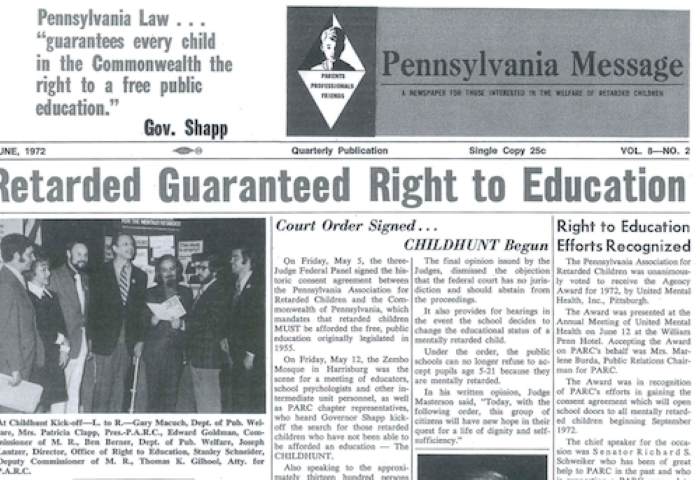 Pennsylvania Law . . .
“guarantees every child
in the Commonwealth the
right to a free public
education.”
Gov. Shapp
PARENTS
PROFESSIONALS
FRIENDS
Pennsylvania Message
A NEWSPAPER FOR THOSE INTERESTED IN THE WELFARE OF RETARDED CHILDREN
UNE, 1972
Quarterly Publication
Single Copy 25c
VOL. 8—NO. 2
Retarded Guaranteed Right to Education
FOR THE MENTALLY RETARDED
At Childhunt Kick-off—L. to R.—Gary Macuch, Dept. of Pub. Wel-
fare, Mrs. Patricia Clapp, Pres.-P.A.R.C., Edward Goldman, Com-
missioner of M. R., Ben Berner, Dept. of Pub. Welfare, Joseph
Lantzer, Director, Office of Right to Education, Stanley Schneider,
Deputy Commissioner of M. R., Thomas K. Gilhool, Atty. for
P.A.R.C.
Court Order Signed . . .
CHILDHUNT Begun
On Friday, May 5, the three-
Judge Federal Panel signed the his-
toric consent agreement between
the Pennsylvania Association for
Retarded Children and the Com-
monwealth of Pennsylvania, which
mandates that retarded children
MUST be afforded the free, public
education originally legislated in
1955.
On Friday, May 12, the Zembo
Mosque in Harrisburg was the
scene for a meeting of educators,
school psychologists and other in-
termediate unit personnel, as well
as PARC chapter representatives,
who heard Governor Shapp kick-
off the search for those retarded
children who have not been able to
be afforded an education — The
CHILDHUNT.
Also speaking to the approxi-
mately thirteen hundred persons
The final opinion issued by the
Judges, dismissed the objection
that the federal court has no juris-
diction and should abstain from
the proceedings.
It also provides for hearings in
the event the school decides to
change the educational status of a
mentally retarded child.
Under the order, the public
schools can no longer refuse to ac-
cept pupils age 5-21 because they
are mentally retarded.
In his written opinion, Judge
Masterson said, "Today, with the
following order, this group of
citizens will have new hope in their
quest for a life of dignity and self-
sufficiency."
Right to Education
Efforts Recognized
The Pennsylvania Association for
Retarded Children was unanimous-
ly voted to receive the Agency
Award for 1972, by United Mental
Health, Inc., Pittsburgh.
The Award was presented at the
Annual Meeting of United Mental
Health on June 12 at the William
Penn Hotel. Accepting the Award
on PARC's behalf was Mrs. Mar-
lene Burda, Public Relations Chair-
man for PARC.
The Award was in recognition
of PARC's efforts in gaining the
consent agreement which will open
school doors to all mentally retard-
ed children beginning September
1972.
The chief speaker for the occa-
sion was Senator Richard S.
Schweiker who has been of great
help to PARC in the past and who